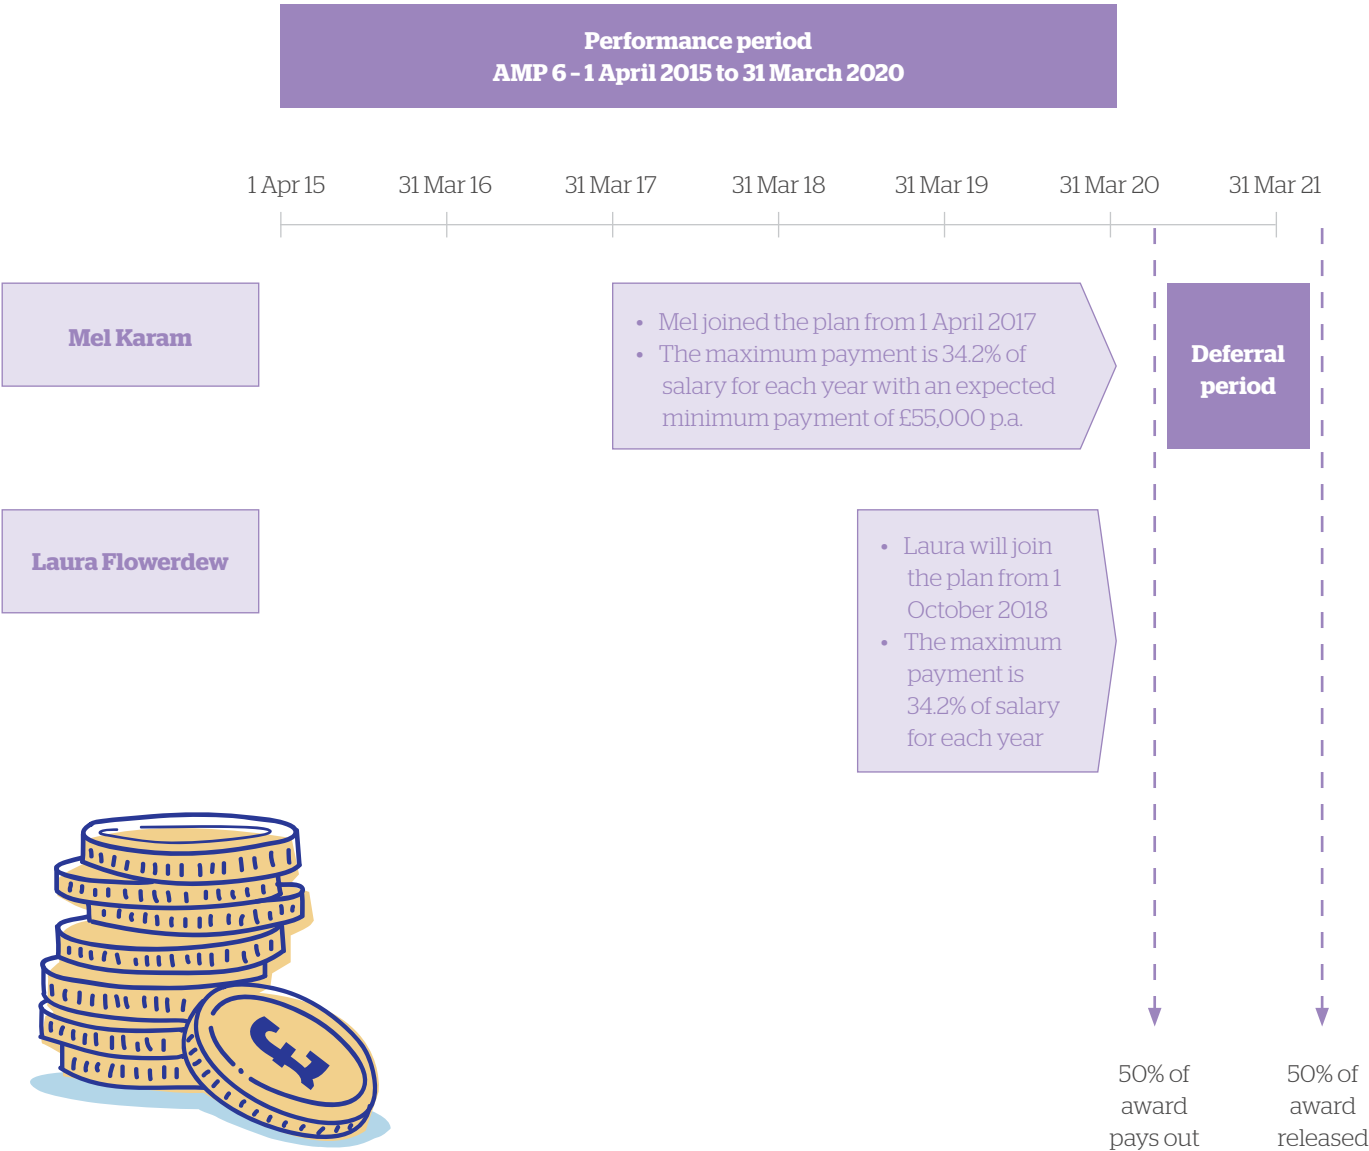 Performance period
AMP 6 – 1 April 2015 to 31 March 2020
1 Apr 15
31 Mar 16
31 Mar 17
31 Mar 18
31 Mar 19
31 Mar 20
31 Mar 21
Mel Karam
• Mel joined the plan from 1 April 2017
• The maximum payment is 34.2% of
salary for each year with an expected
minimum payment of £55,000 p.a.
Deferral
period
Laura Flowerdew
• Laura will join
the plan from 1
October 2018
• The maximum
payment is
34.2% of salary
for each year
£
50% of
award
pays out
50% of
award
released